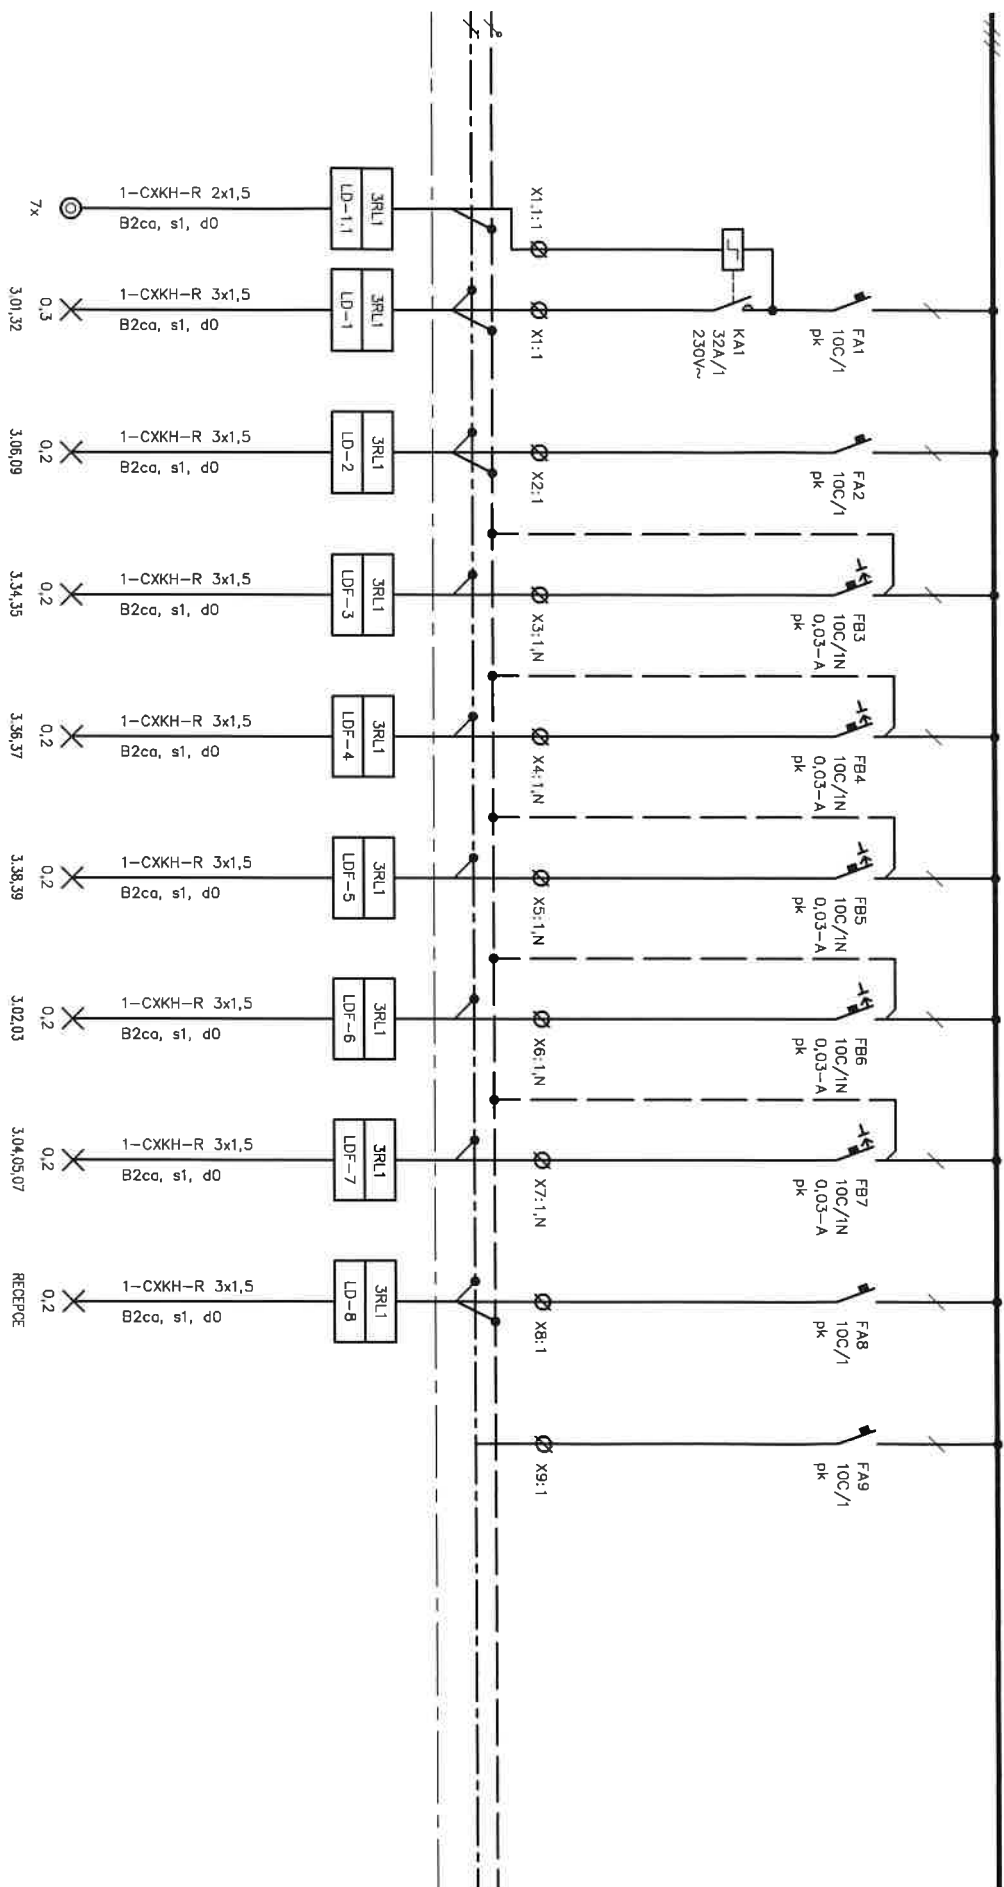 FA1
10C/1
pk
KA1
32A/1
230V~
X1.1:1
X1:1
3RL1
LD-1.1
3RL1
LD-1
1-CXKH-R 2x1,5
B2ca, s1, d0
1-CXKH-R 3x1,5
B2ca, s1, d0
7x
0,3
3.01,32
FA2
10C/1
pk
X2:1
3RL1
LD-2
1-CXKH-R 3x1,5
B2ca, s1, d0
0,2
3.06,09
FB3
10C/1N
0,03-A
pk
X3:1,N
3RL1
LDF-3
1-CXKH-R 3x1,5
B2ca, s1, d0
0,2
3.34,35
FB4
10C/1N
0,03-A
pk
X4:1,N
3RL1
LDF-4
1-CXKH-R 3x1,5
B2ca, s1, d0
0,2
3.36,37
FB5
10C/1N
0,03-A
pk
X5:1,N
3RL1
LDF-5
1-CXKH-R 3x1,5
B2ca, s1, d0
0,2
3.38,39
FB6
10C/1N
0,03-A
pk
X6:1,N
3RL1
LDF-6
1-CXKH-R 3x1,5
B2ca, s1, d0
0,2
3.02,03
FB7
10C/1N
0,03-A
pk
X7:1,N
3RL1
LDF-7
1-CXKH-R 3x1,5
B2ca, s1, d0
0,2
3.04,05,07
FA8
10C/1
pk
X8:1
3RL1
LD-8
1-CXKH-R 3x1,5
B2ca, s1, d0
0,2
RECEPCE
FA9
10C/1
pk
X9:1